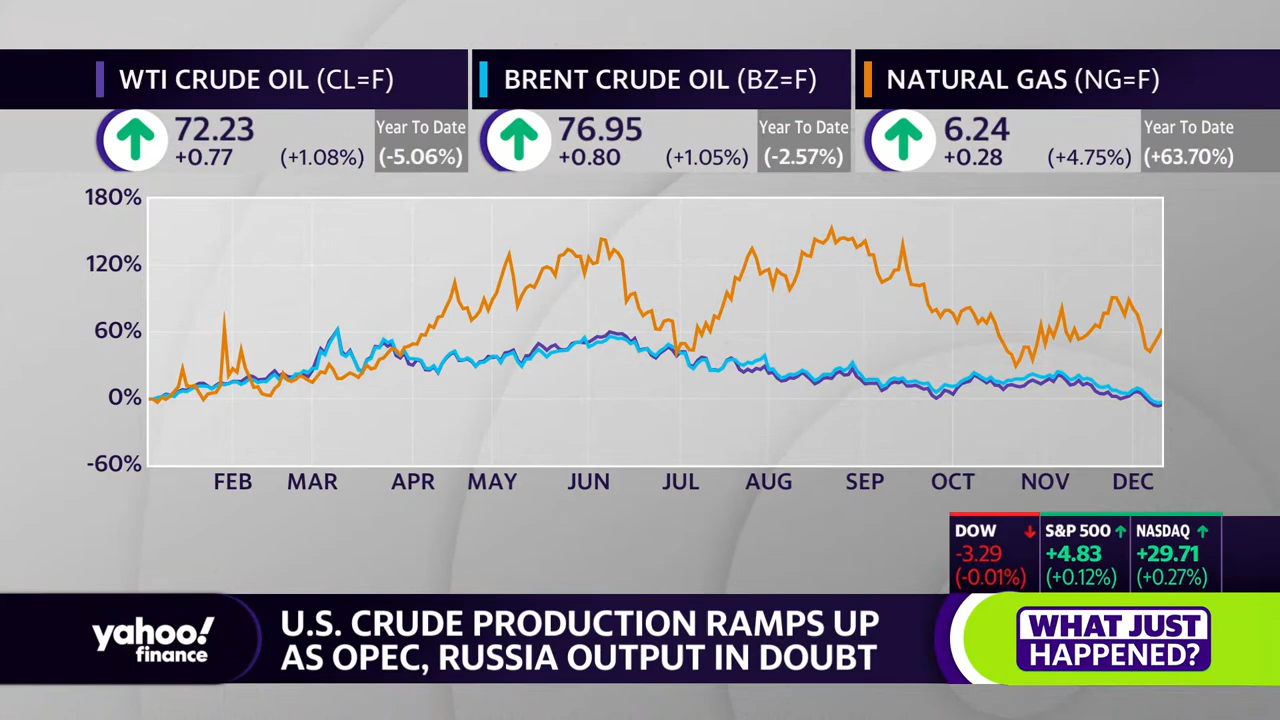 WTI CRUDE OIL (CL=F)
72.23
+0.77 (+1.08%)
Year To Date
(-5.06%)
BRENT CRUDE OIL (BZ=F)
76.95
+0.80 (+1.05%)
Year To Date
(-2.57%)
NATURAL GAS (NG=F)
6.24
+0.28 (+4.75%)
Year To Date
(+63.70%)
180%
120%
60%
0%
-60%
FEB MAR APR MAY JUN JUL AUG SEP OCT NOV DEC
DOW
-3.29
(-0.01%)
S&P 500
+4.83
(+0.12%)
NASDAQ
+29.71
(+0.27%)
yahoo!
finance
U.S. CRUDE PRODUCTION RAMPS UP
AS OPEC, RUSSIA OUTPUT IN DOUBT
WHAT JUST
HAPPENED?